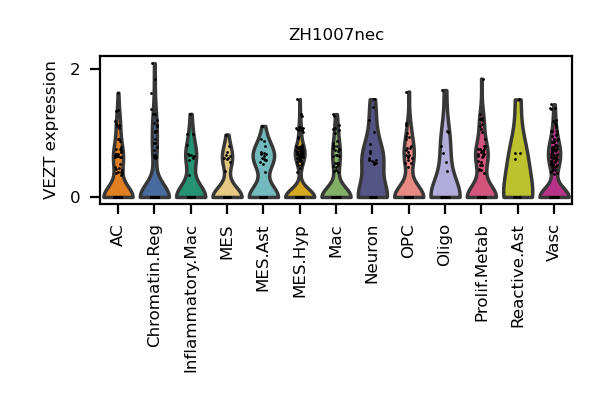 ZH1007nec
VEZT expression
2
0
AC
Chromatin.Reg
Inflammatory.Mac
MES
MES.Ast
MES.Hyp
Mac
Neuron
OPC
Oligo
Prolif.Metab
Reactive.Ast
Vasc